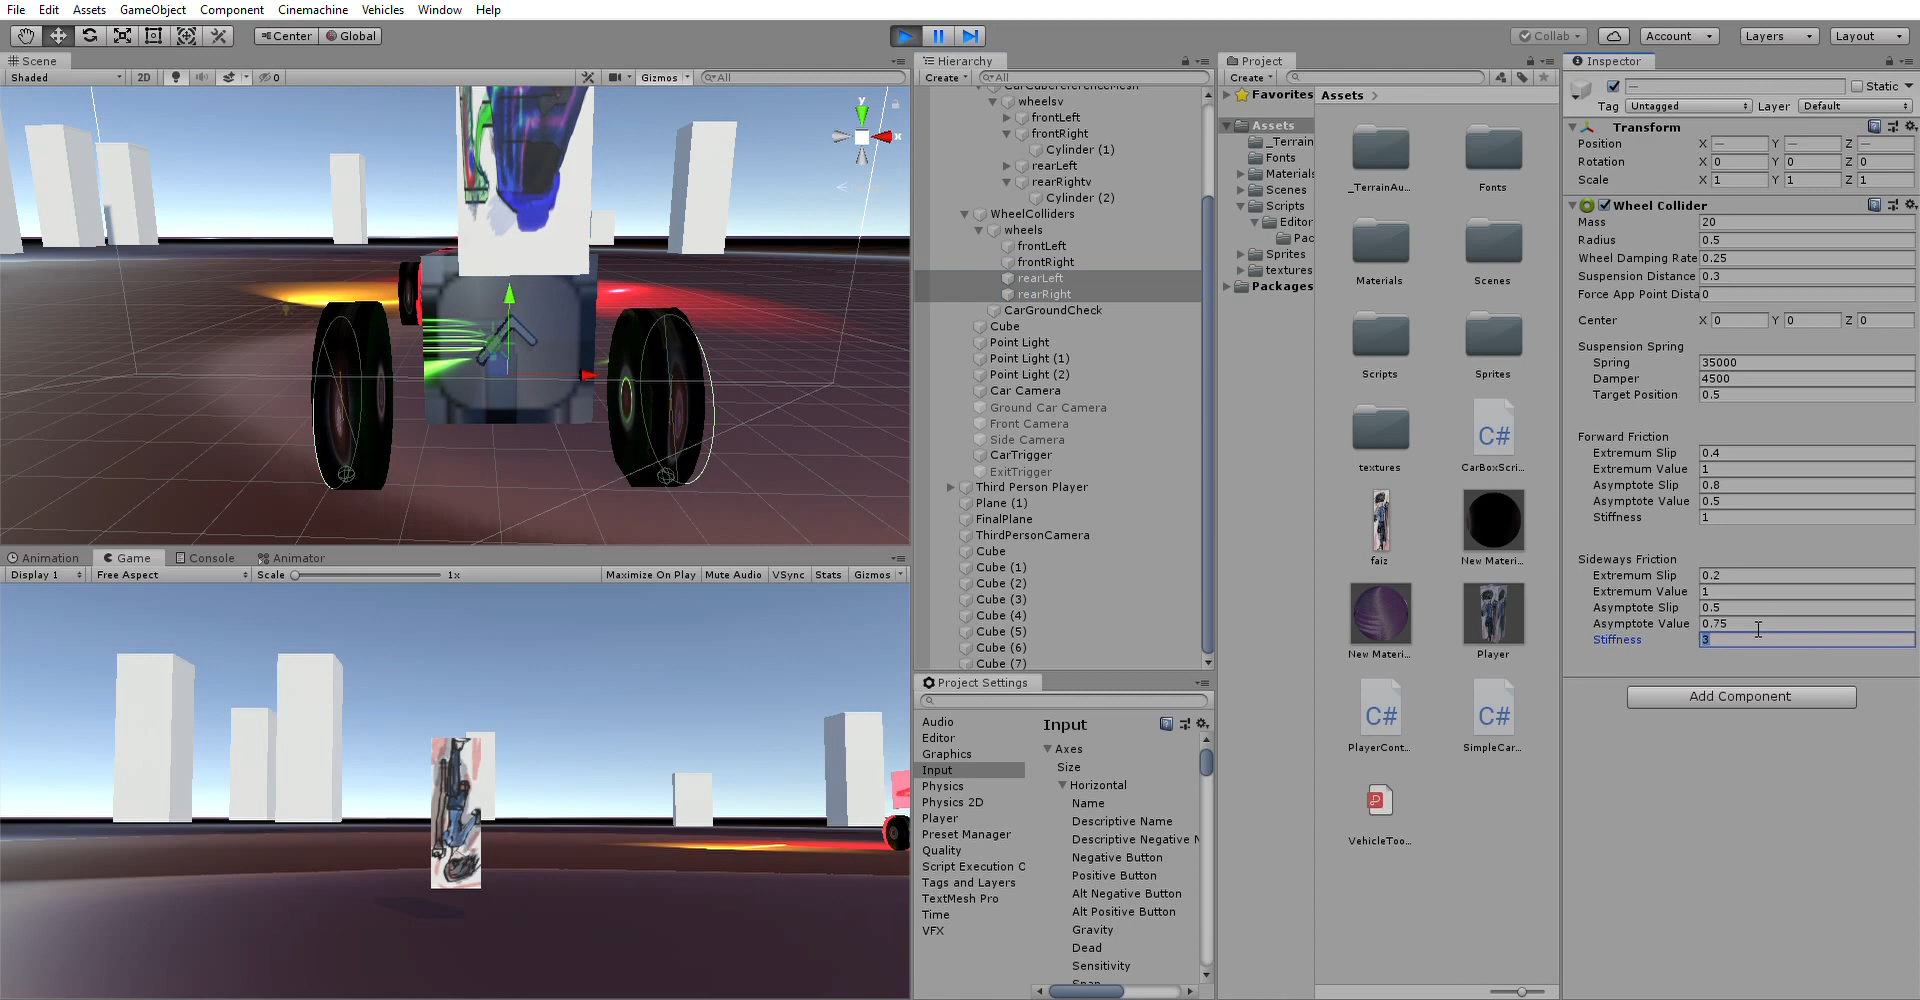 File Edit Assets GameObject Component Cinemachine Vehicles Window Help
Center Global Collab Account Layers Layout
Scene
Shaded 2D 0 Gizmos All
y
x
Animation Game Console Animator
Display 1 Free Aspect Scale 1x Maximize On Play Mute Audio VSync Stats Gizmos
Hierarchy
Create All
CarCubereferenceMesh
wheelsv
frontLeft
frontRight
Cylinder (1)
rearLeft
rearRightv
Cylinder (2)
WheelColliders
wheels
frontLeft
frontRight
rearLeft
rearRight
CarGroundCheck
Cube
Point Light
Point Light (1)
Point Light (2)
Car Camera
Ground Car Camera
Front Camera
Side Camera
CarTrigger
ExitTrigger
Third Person Player
Plane (1)
FinalPlane
ThirdPersonCamera
Cube
Cube (1)
Cube (2)
Cube (3)
Cube (4)
Cube (5)
Cube (6)
Cube (7)
Project Settings
Audio
Editor
Graphics
Input
Physics
Physics 2D
Player
Preset Manager
Quality
Script Execution O
Tags and Layers
TextMesh Pro
Time
VFX
Input
Axes
Size
Horizontal
Name
Descriptive Name
Descriptive Negative N
Negative Button
Positive Button
Alt Negative Button
Alt Positive Button
Gravity
Dead
Sensitivity
Snap
Project
Create
Favorites
Assets
_Terrain
Fonts
Materials
Scenes
Scripts
Editor
Pac
Sprites
textures
Packages
Assets
_TerrainAu... Fonts
Materials Scenes
Scripts Sprites
C#
textures CarBoxScri...
faiz New Materi...
New Materi... Player
C# C#
PlayerCont... SimpleCar...
VehicleToo...
Inspector
— Static
Tag Untagged Layer Default
Transform
Position X — Y — Z —
Rotation X 0 Y 0 Z 0
Scale X 1 Y 1 Z 1
Wheel Collider
Mass 20
Radius 0.5
Wheel Damping Rate 0.25
Suspension Distance 0.3
Force App Point Dista 0
Center X 0 Y 0 Z 0
Suspension Spring
Spring 35000
Damper 4500
Target Position 0.5
Forward Friction
Extremum Slip 0.4
Extremum Value 1
Asymptote Slip 0.8
Asymptote Value 0.5
Stiffness 1
Sideways Friction
Extremum Slip 0.2
Extremum Value 1
Asymptote Slip 0.5
Asymptote Value 0.75
Stiffness 3
Add Component